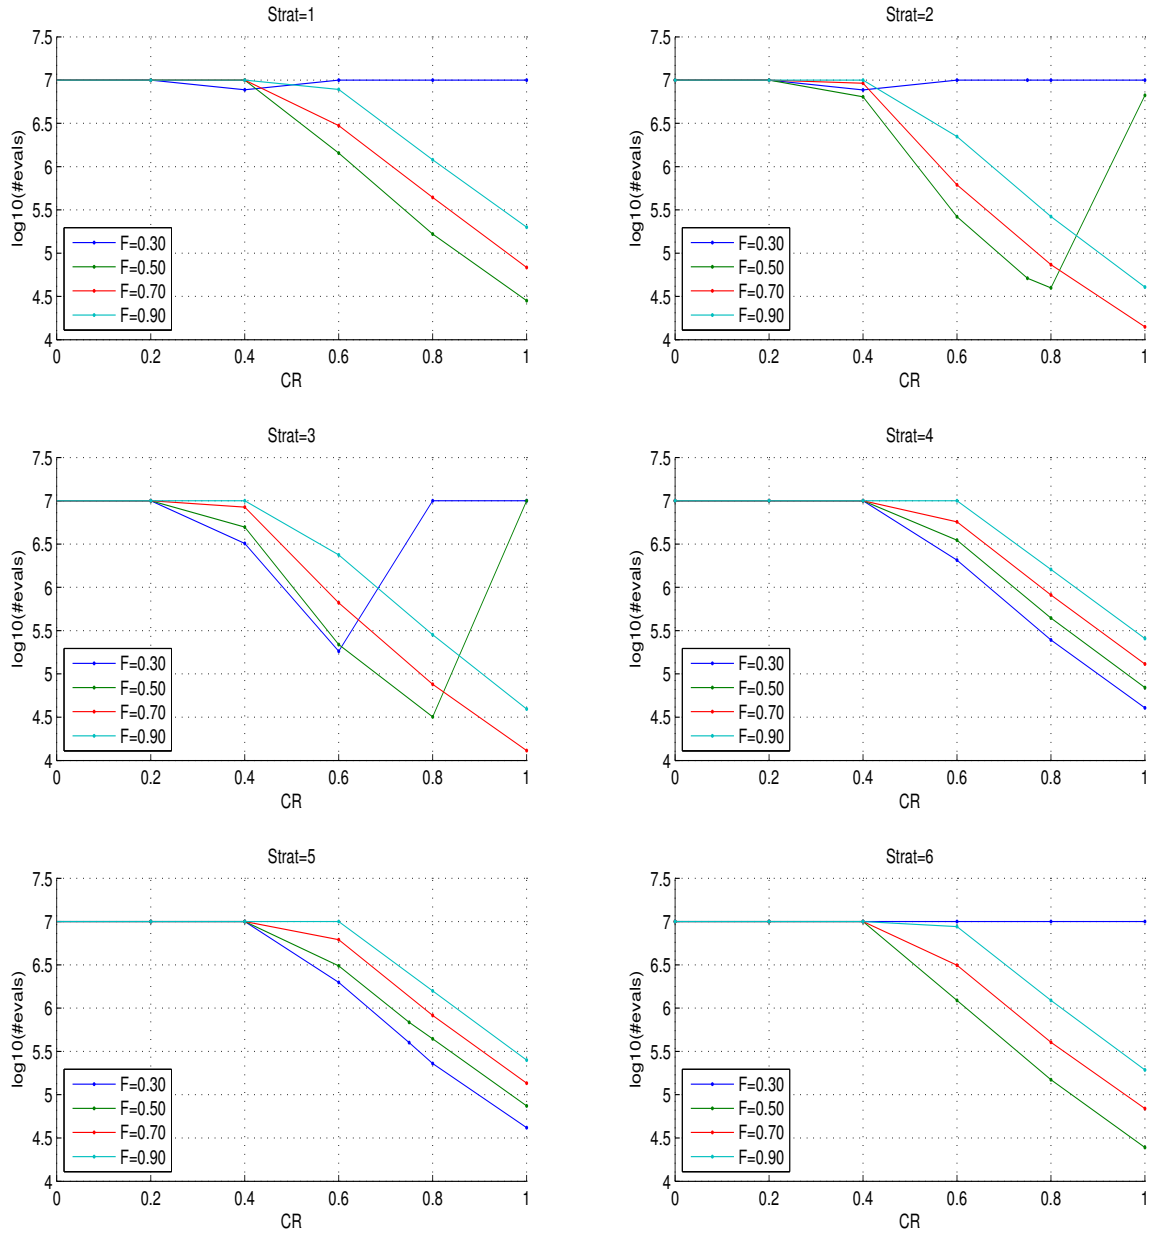 Strat=1
7.5
7
6.5
6
5.5
5
4.5
4
log10(#evals)
F=0.30
F=0.50
F=0.70
F=0.90
0 0.2 0.4 0.6 0.8 1
CR
Strat=2
7.5
7
6.5
6
5.5
5
4.5
4
log10(#evals)
F=0.30
F=0.50
F=0.70
F=0.90
0 0.2 0.4 0.6 0.8 1
CR
Strat=3
7.5
7
6.5
6
5.5
5
4.5
4
log10(#evals)
F=0.30
F=0.50
F=0.70
F=0.90
0 0.2 0.4 0.6 0.8 1
CR
Strat=4
7.5
7
6.5
6
5.5
5
4.5
4
log10(#evals)
F=0.30
F=0.50
F=0.70
F=0.90
0 0.2 0.4 0.6 0.8 1
CR
Strat=5
7.5
7
6.5
6
5.5
5
4.5
4
log10(#evals)
F=0.30
F=0.50
F=0.70
F=0.90
0 0.2 0.4 0.6 0.8 1
CR
Strat=6
7.5
7
6.5
6
5.5
5
4.5
4
log10(#evals)
F=0.30
F=0.50
F=0.70
F=0.90
0 0.2 0.4 0.6 0.8 1
CR